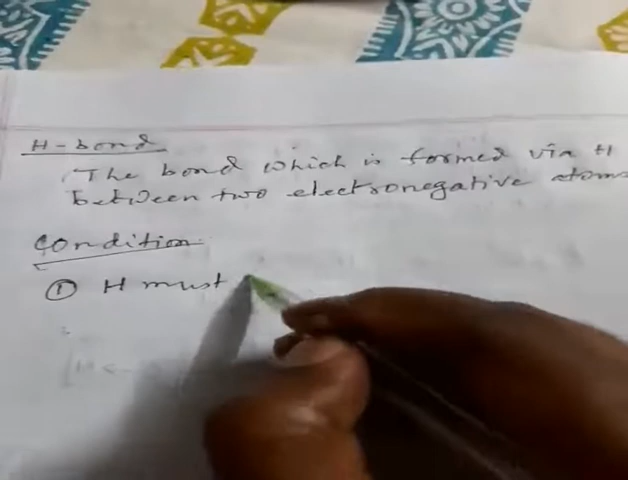 H-bond
The bond which is formed via H
between two electronegative atoms
Condition
① H must